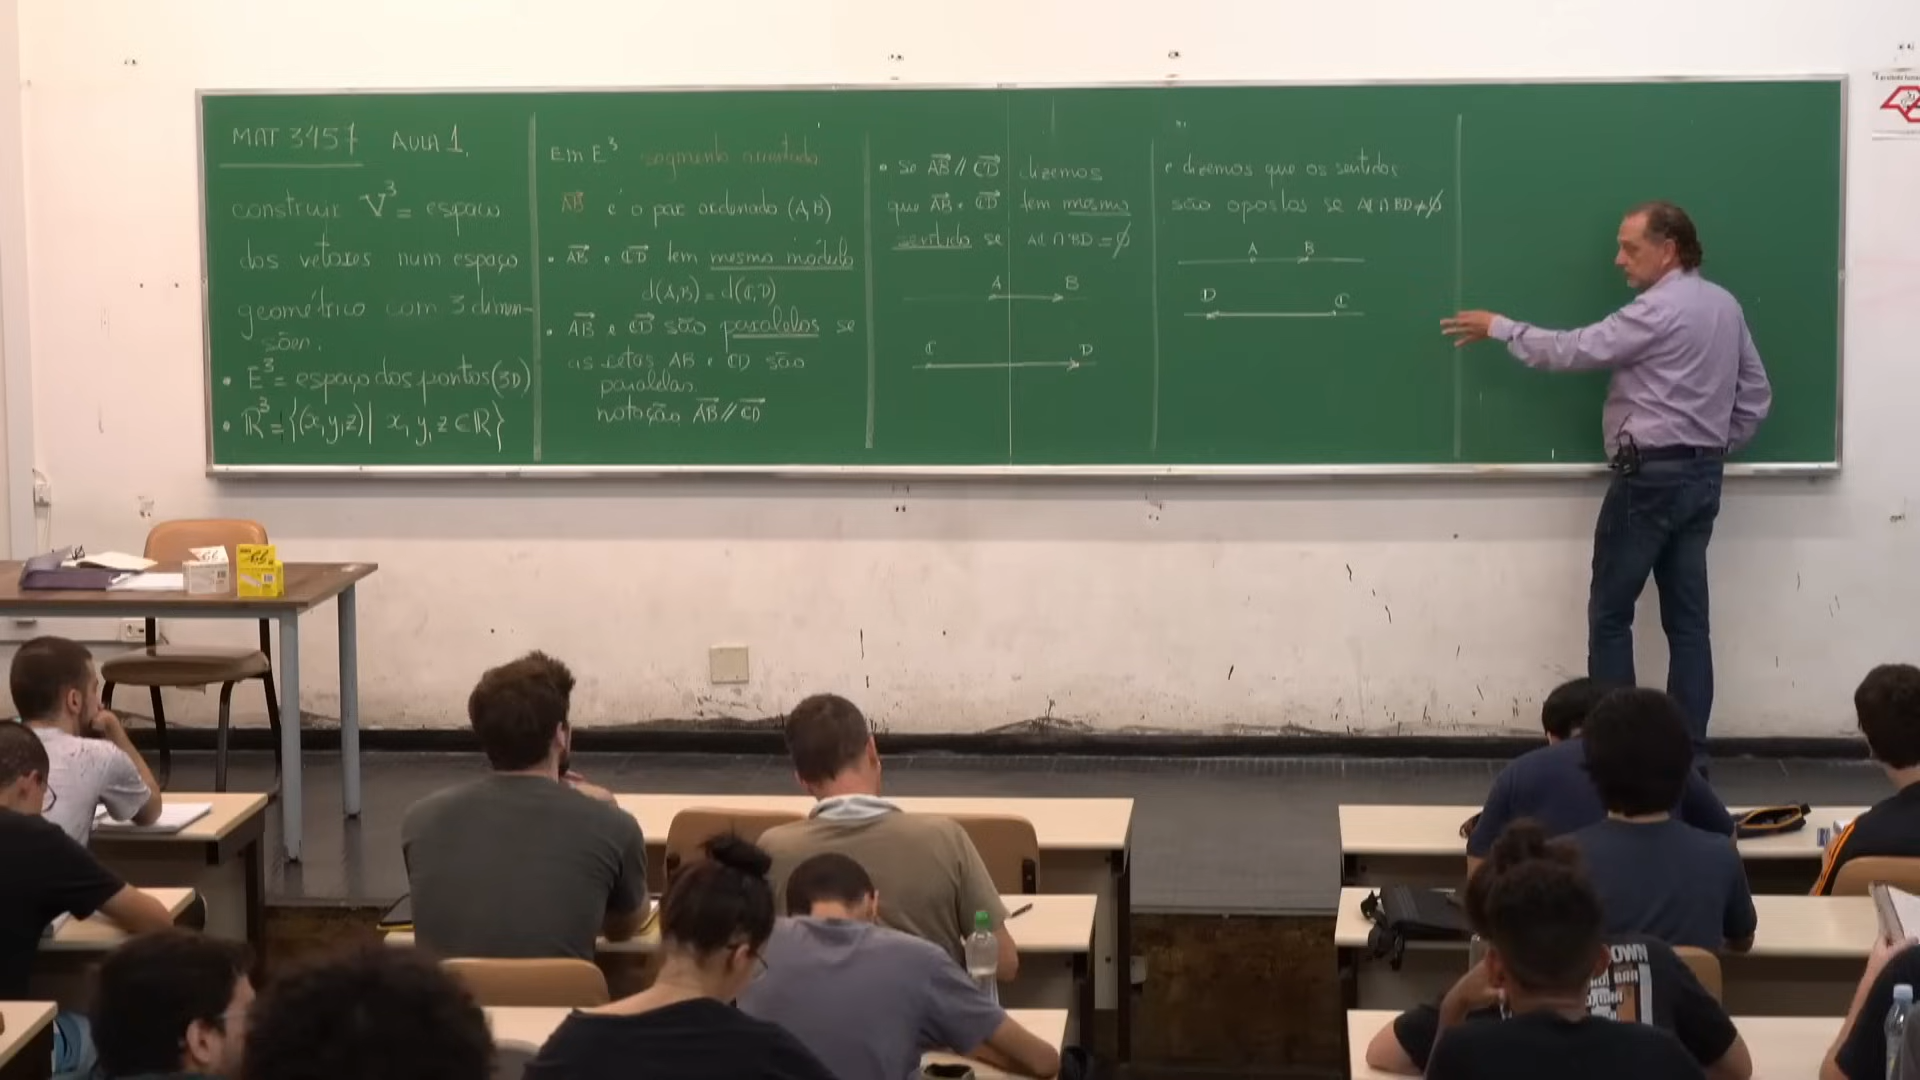 MAT 3457 AULA 1.
construir V³ = espaço
dos vetores num espaço
geométrico com 3 dimen-
sões.
• E³ = espaço dos pontos (3D)
• ℝ³ = {(x,y,z) | x, y, z ∈ ℝ}
Em E³ segmento orientado
AB é o par ordenado (A,B)
• AB e CD tem mesmo módulo
d(A,B) = d(C,D)
• AB e CD são paralelos se
as retas AB e CD são
paralelas.
notação AB // CD
• se AB // CD dizemos
que AB e CD tem mesmo
sentido se AC ∩ BD = ∅
A B
C D
e dizemos que os sentidos
são opostos se AC ∩ BD ≠ ∅
A B
D C
OWN